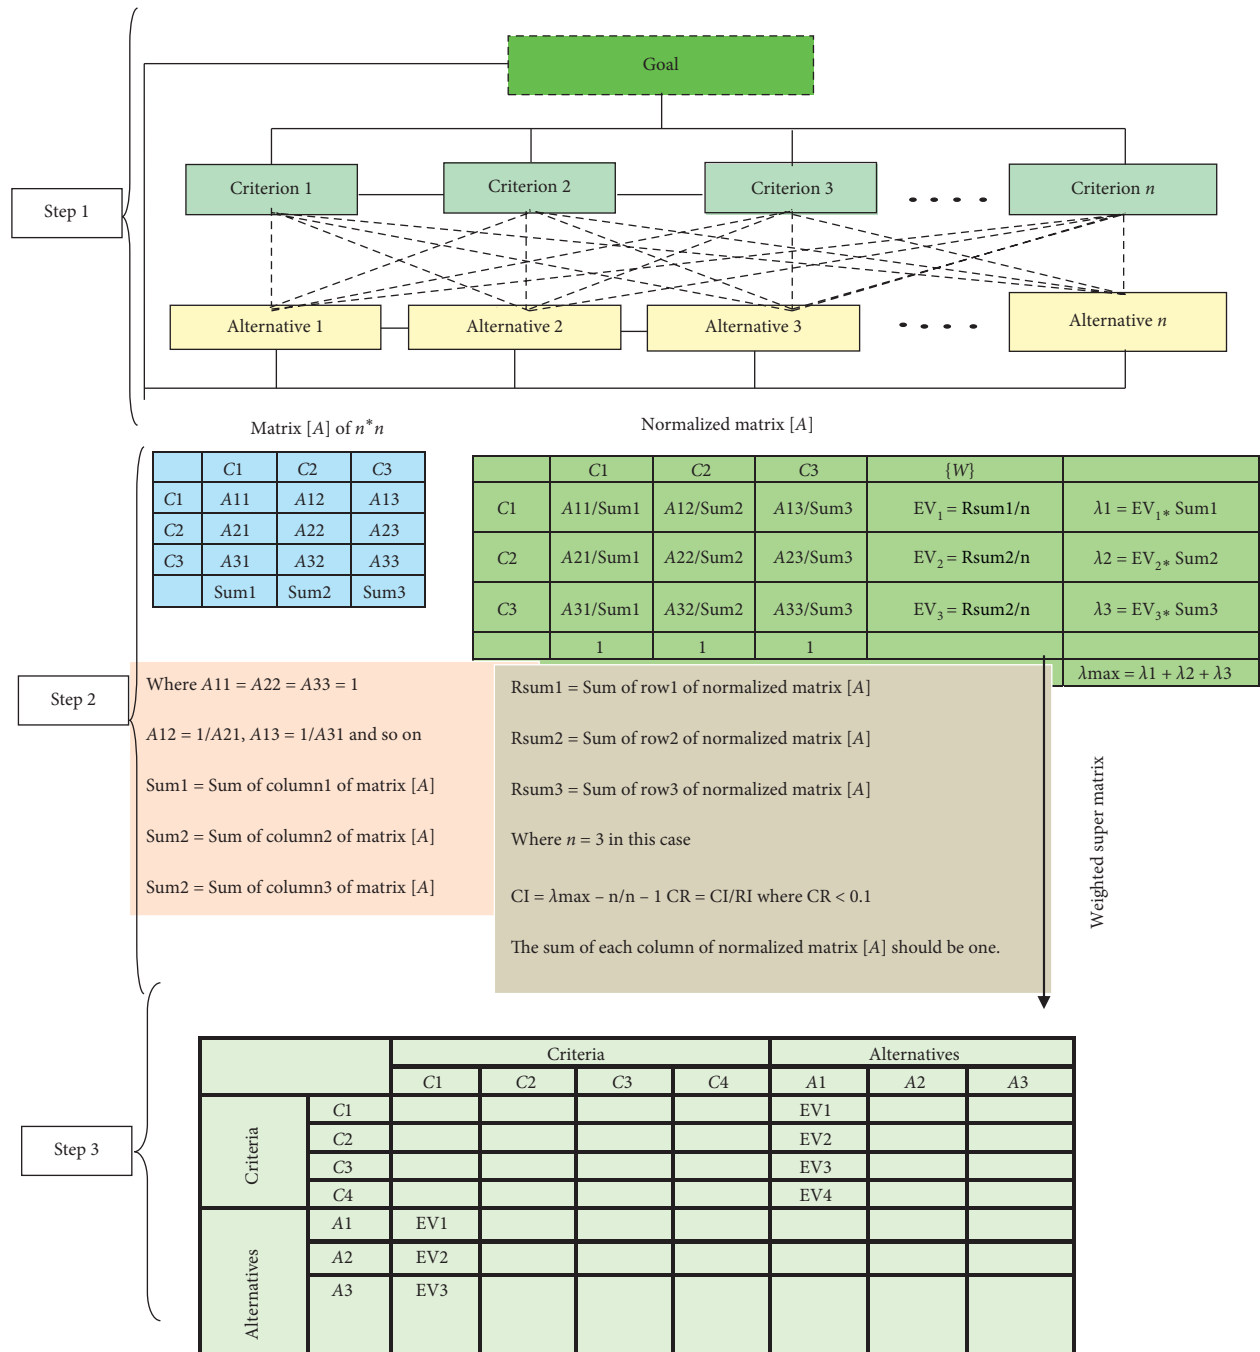 Goal
Criterion 1 Criterion 2 Criterion 3 Criterion n
Step 1
Alternative 1 Alternative 2 Alternative 3 Alternative n
Matrix [A] of n*n
C1 C2 C3
C1 A11 A12 A13
C2 A21 A22 A23
C3 A31 A32 A33
Sum1 Sum2 Sum3
Normalized matrix [A]
C1 C2 C3 {W}
C1 A11/Sum1 A12/Sum2 A13/Sum3 EV1 = Rsum1/n λ1 = EV1* Sum1
C2 A21/Sum1 A22/Sum2 A23/Sum3 EV2 = Rsum2/n λ2 = EV2* Sum2
C3 A31/Sum1 A32/Sum2 A33/Sum3 EV3 = Rsum2/n λ3 = EV3* Sum3
1 1 1
λmax = λ1 + λ2 + λ3
Step 2
Where A11 = A22 = A33 = 1
A12 = 1/A21, A13 = 1/A31 and so on
Sum1 = Sum of column1 of matrix [A]
Sum2 = Sum of column2 of matrix [A]
Sum2 = Sum of column3 of matrix [A]
Rsum1 = Sum of row1 of normalized matrix [A]
Rsum2 = Sum of row2 of normalized matrix [A]
Rsum3 = Sum of row3 of normalized matrix [A]
Where n = 3 in this case
CI = λmax – n/n – 1 CR = CI/RI where CR < 0.1
The sum of each column of normalized matrix [A] should be one.
Weighted super matrix
Step 3
Criteria Alternatives
C1 C2 C3 C4 A1 A2 A3
Criteria
C1 EV1
C2 EV2
C3 EV3
C4 EV4
Alternatives
A1 EV1
A2 EV2
A3 EV3